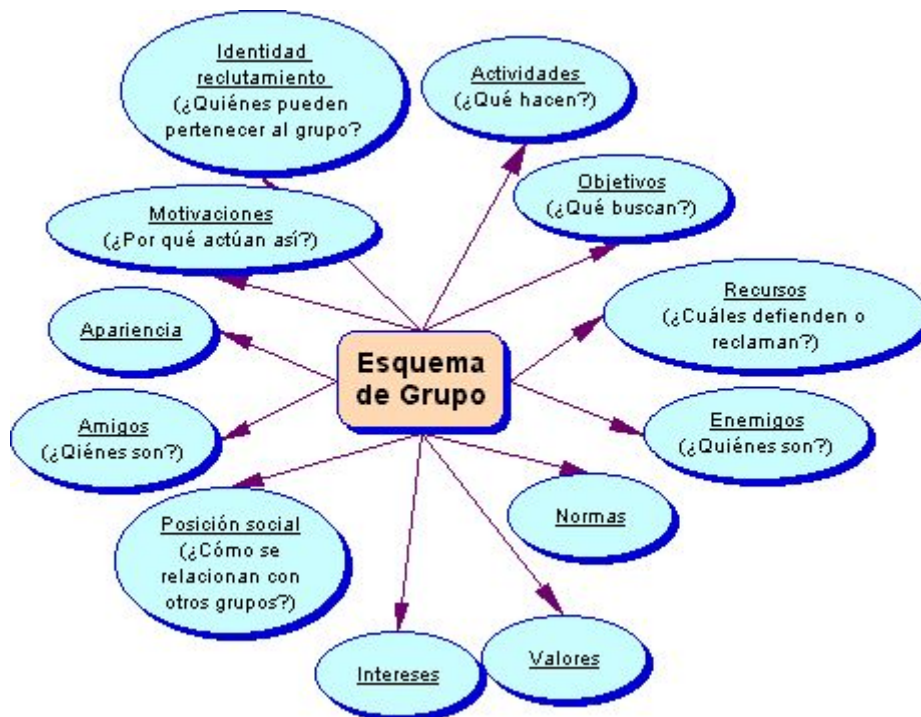 Identidad
reclutamiento
(¿Quiénes pueden
pertenecer al grupo?
Actividades
(¿Qué hacen?)
Objetivos
(¿Qué buscan?)
Motivaciones
(¿Por qué actúan así?)
Recursos
(¿Cuáles defienden o
reclaman?)
Apariencia
Esquema
de Grupo
Amigos
(¿Qiénes son?)
Enemigos
(¿Quiénes son?)
Posición social
(¿Cómo se
relacionan con
otros grupos?)
Normas
Intereses
Valores